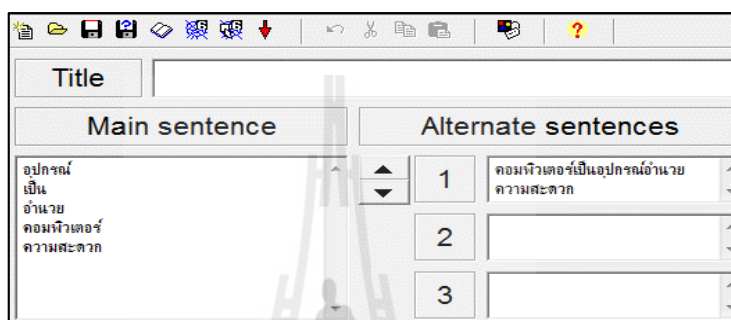 Title
Main sentence
Alternate sentences
อุปกรณ์
เป็น
อำนวย
คอมพิวเตอร์
ความสะดวก
1
คอมพิวเตอร์เป็นอุปกรณ์อำนวย
ความสะดวก
2
3